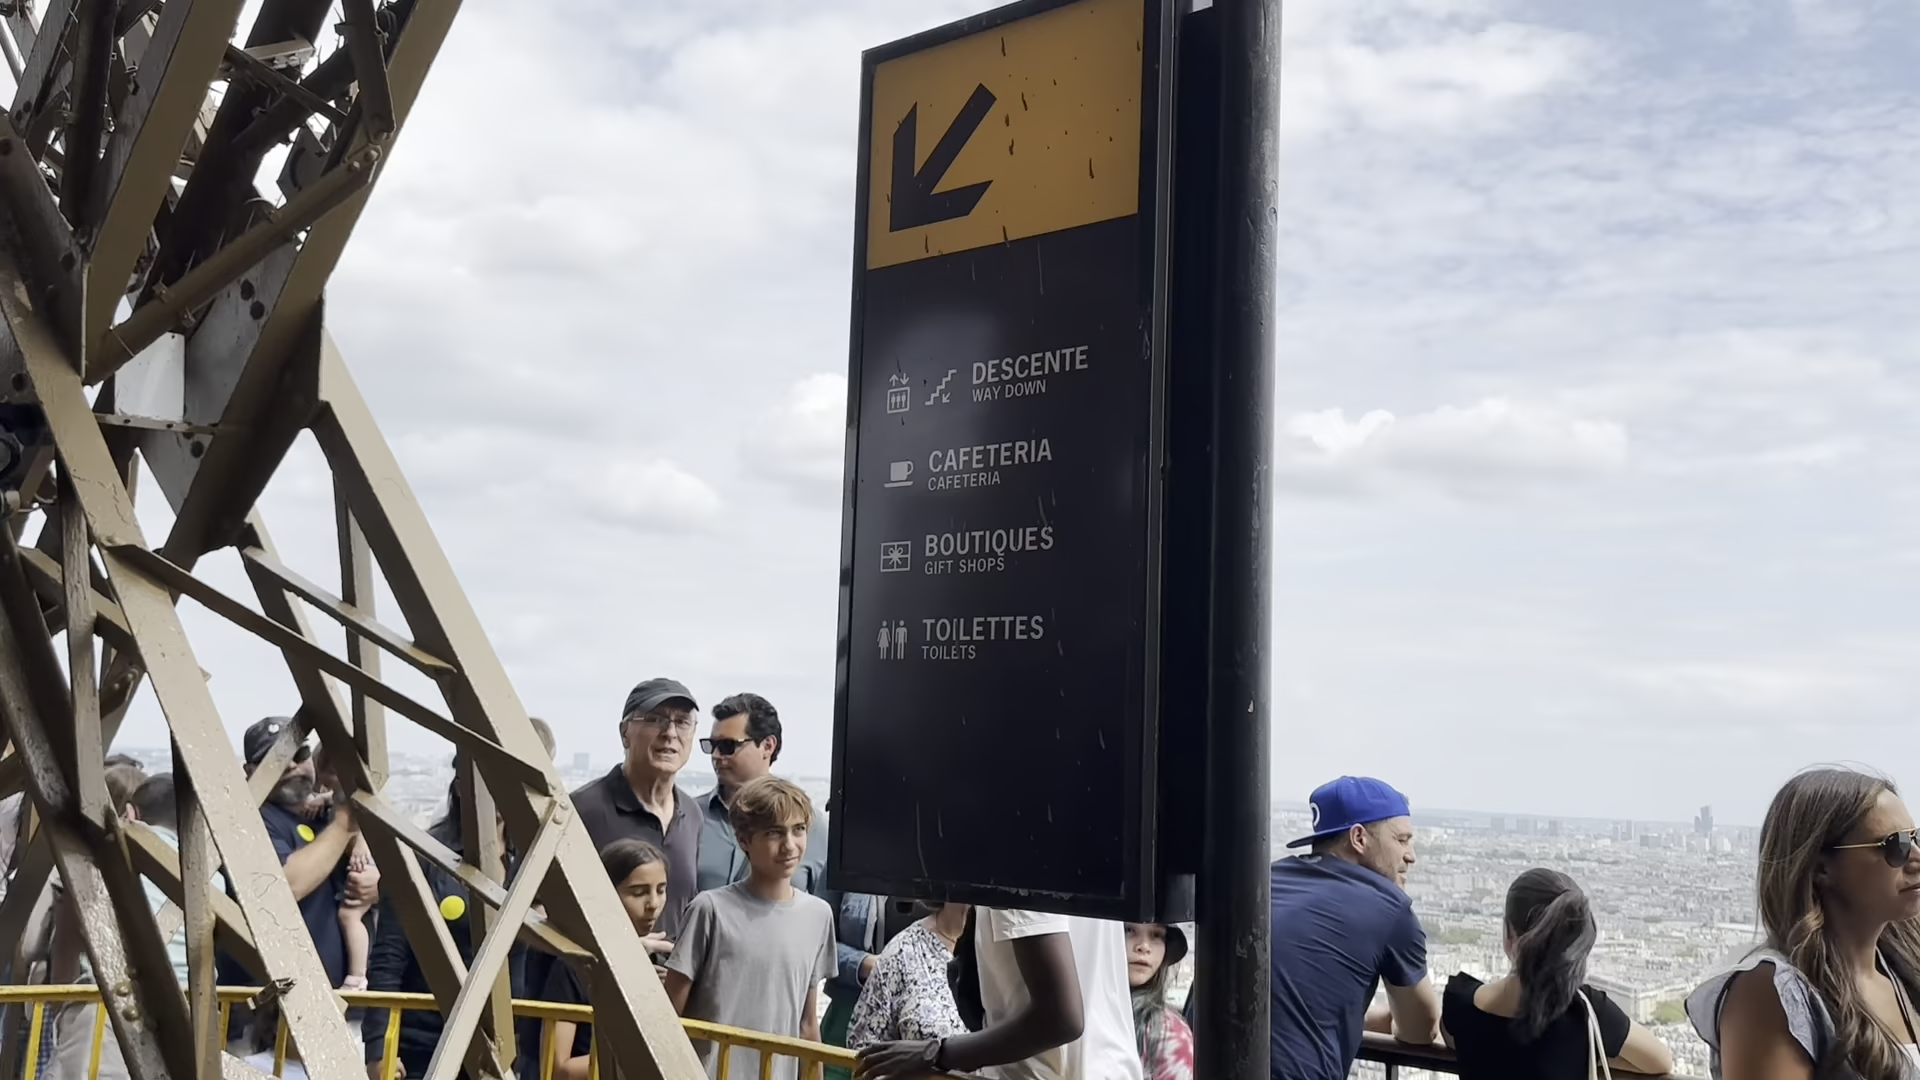 DESCENTE
WAY DOWN
CAFETERIA
CAFETERIA
BOUTIQUES
GIFT SHOPS
TOILETTES
TOILETS